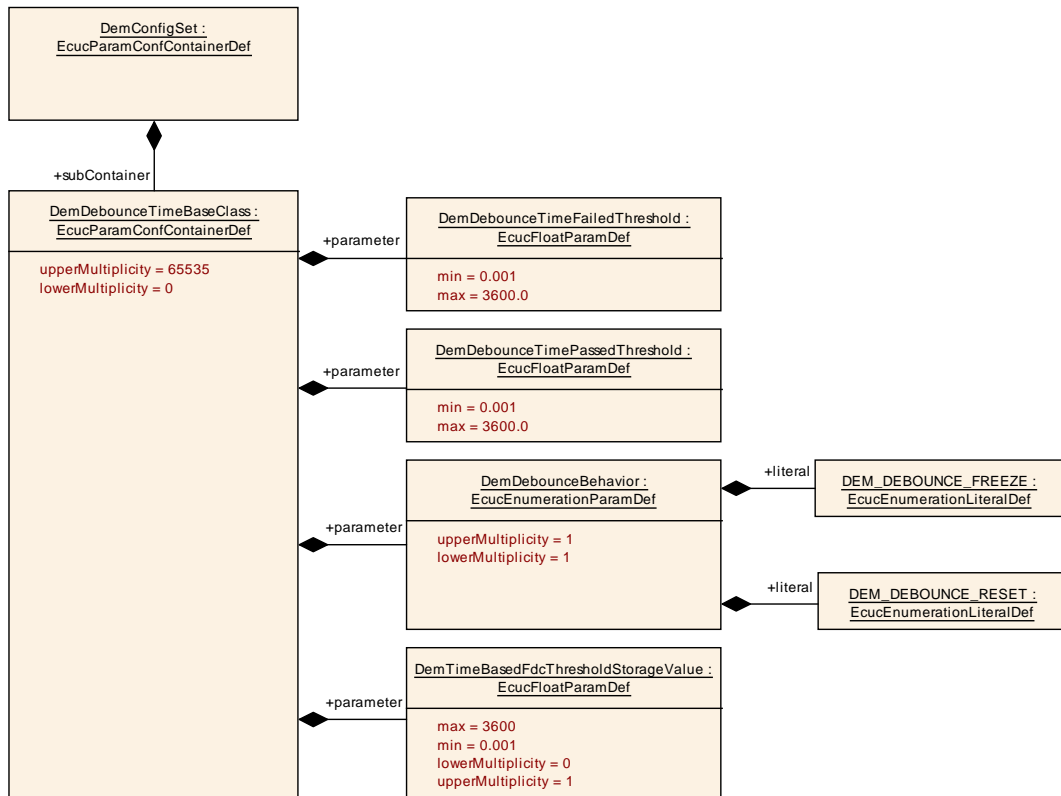 DemConfigSet :
EcucParamConfContainerDef
+subContainer
DemDebounceTimeBaseClass :
EcucParamConfContainerDef
upperMultiplicity = 65535
lowerMultiplicity = 0
+parameter
DemDebounceTimeFailedThreshold :
EcucFloatParamDef
min = 0.001
max = 3600.0
+parameter
DemDebounceTimePassedThreshold :
EcucFloatParamDef
min = 0.001
max = 3600.0
+parameter
DemDebounceBehavior :
EcucEnumerationParamDef
upperMultiplicity = 1
lowerMultiplicity = 1
+literal
DEM_DEBOUNCE_FREEZE :
EcucEnumerationLiteralDef
+literal
DEM_DEBOUNCE_RESET :
EcucEnumerationLiteralDef
+parameter
DemTimeBasedFdcThresholdStorageValue :
EcucFloatParamDef
max = 3600
min = 0.001
lowerMultiplicity = 0
upperMultiplicity = 1